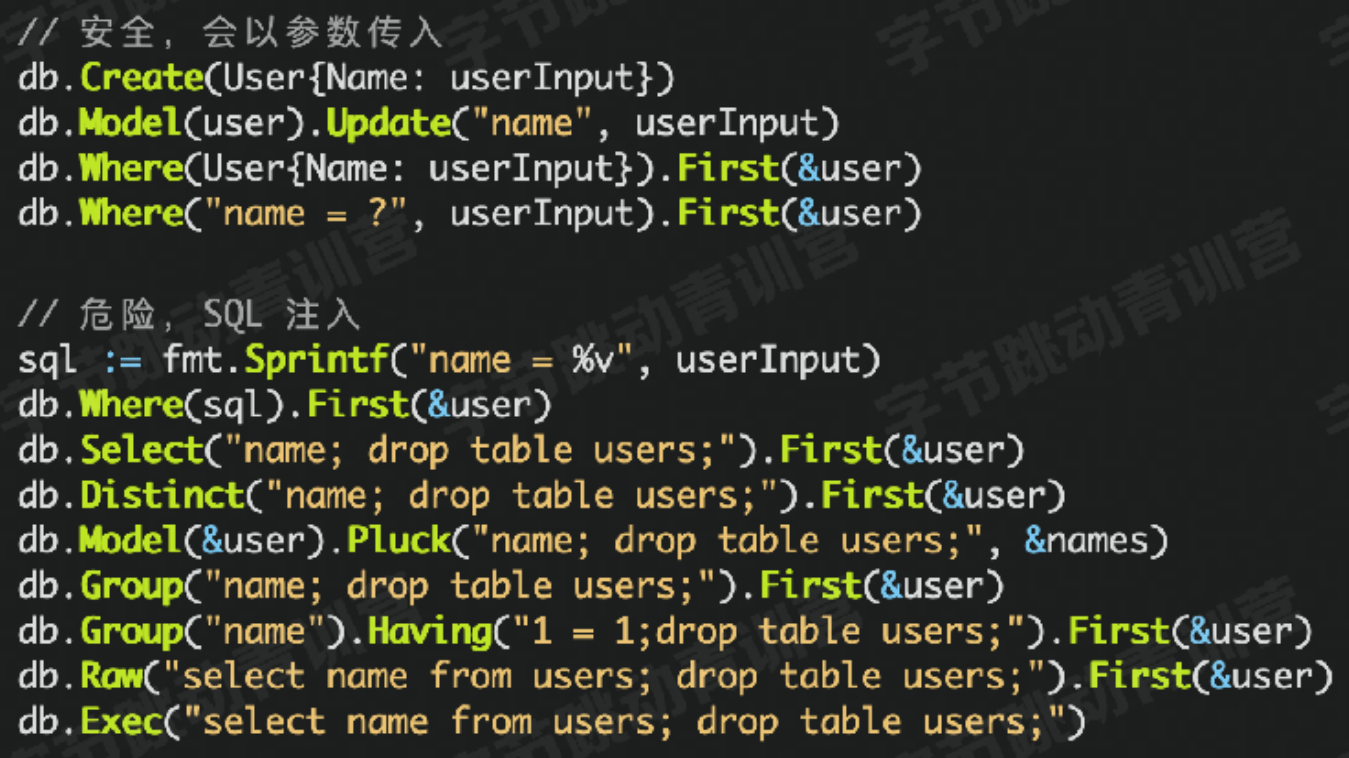 // 安全，会以参数传入
db.Create(User{Name: userInput})
db.Model(user).Update("name", userInput)
db.Where(User{Name: userInput}).First(&user)
db.Where("name = ?", userInput).First(&user)
// 危险，SQL 注入
sql := fmt.Sprintf("name = %v", userInput)
db.Where(sql).First(&user)
db.Select("name; drop table users;").First(&user)
db.Distinct("name; drop table users;").First(&user)
db.Model(&user).Pluck("name; drop table users;", &names)
db.Group("name; drop table users;").First(&user)
db.Group("name").Having("1 = 1;drop table users;").First(&user)
db.Raw("select name from users; drop table users;").First(&user)
db.Exec("select name from users; drop table users;")
字节跳动青训营